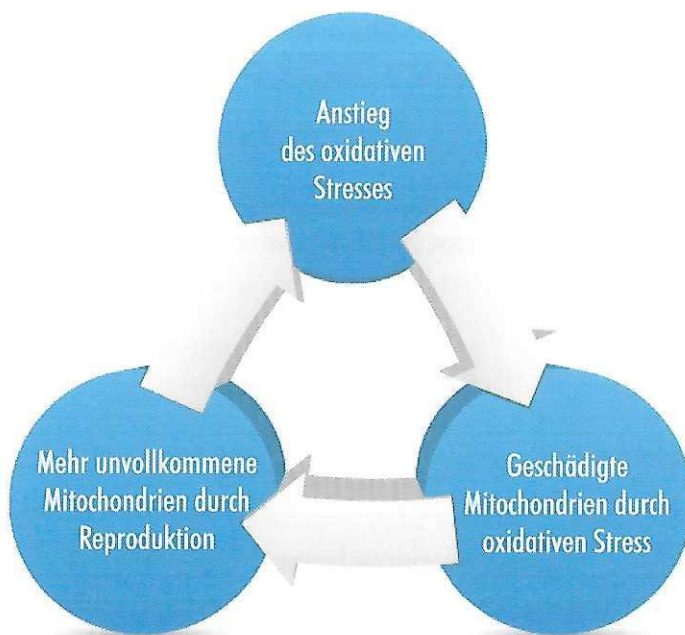 Anstieg
des oxidativen
Stresses
Geschädigte
Mitochondrien durch
oxidativen Stress
Mehr unvollkommene
Mitochondrien durch
Reproduktion